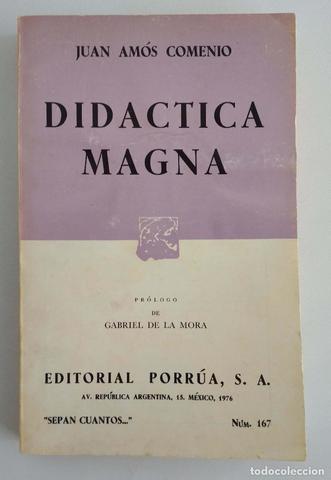 JUAN AMÓS COMENIO
DIDACTICA
MAGNA
PRÓLOGO
DE
GABRIEL DE LA MORA
EDITORIAL PORRÚA, S. A.
AV. REPÚBLICA ARGENTINA, 15. MÉXICO, 1976
"SEPAN CUANTOS..."
NÚM. 167
todocoleccion